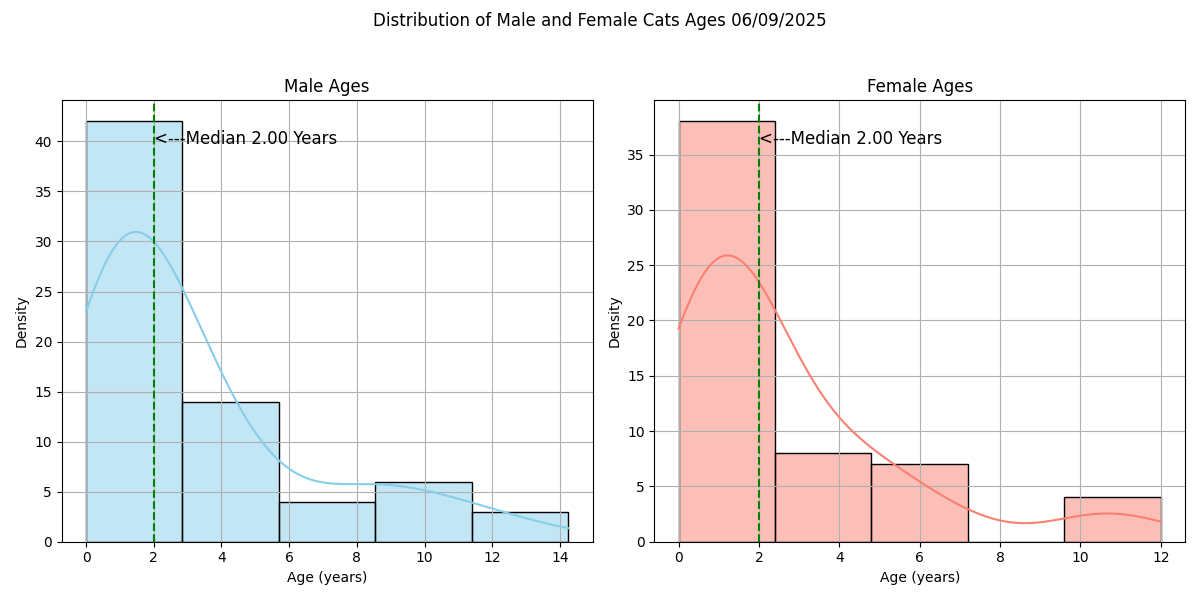 Distribution of Male and Female Cats Ages 06/09/2025
Male Ages
<---Median 2.00 Years
Density
40
35
30
25
20
15
10
5
0
0 2 4 6 8 10 12 14
Age (years)
Female Ages
<---Median 2.00 Years
Density
35
30
25
20
15
10
5
0
0 2 4 6 8 10 12
Age (years)